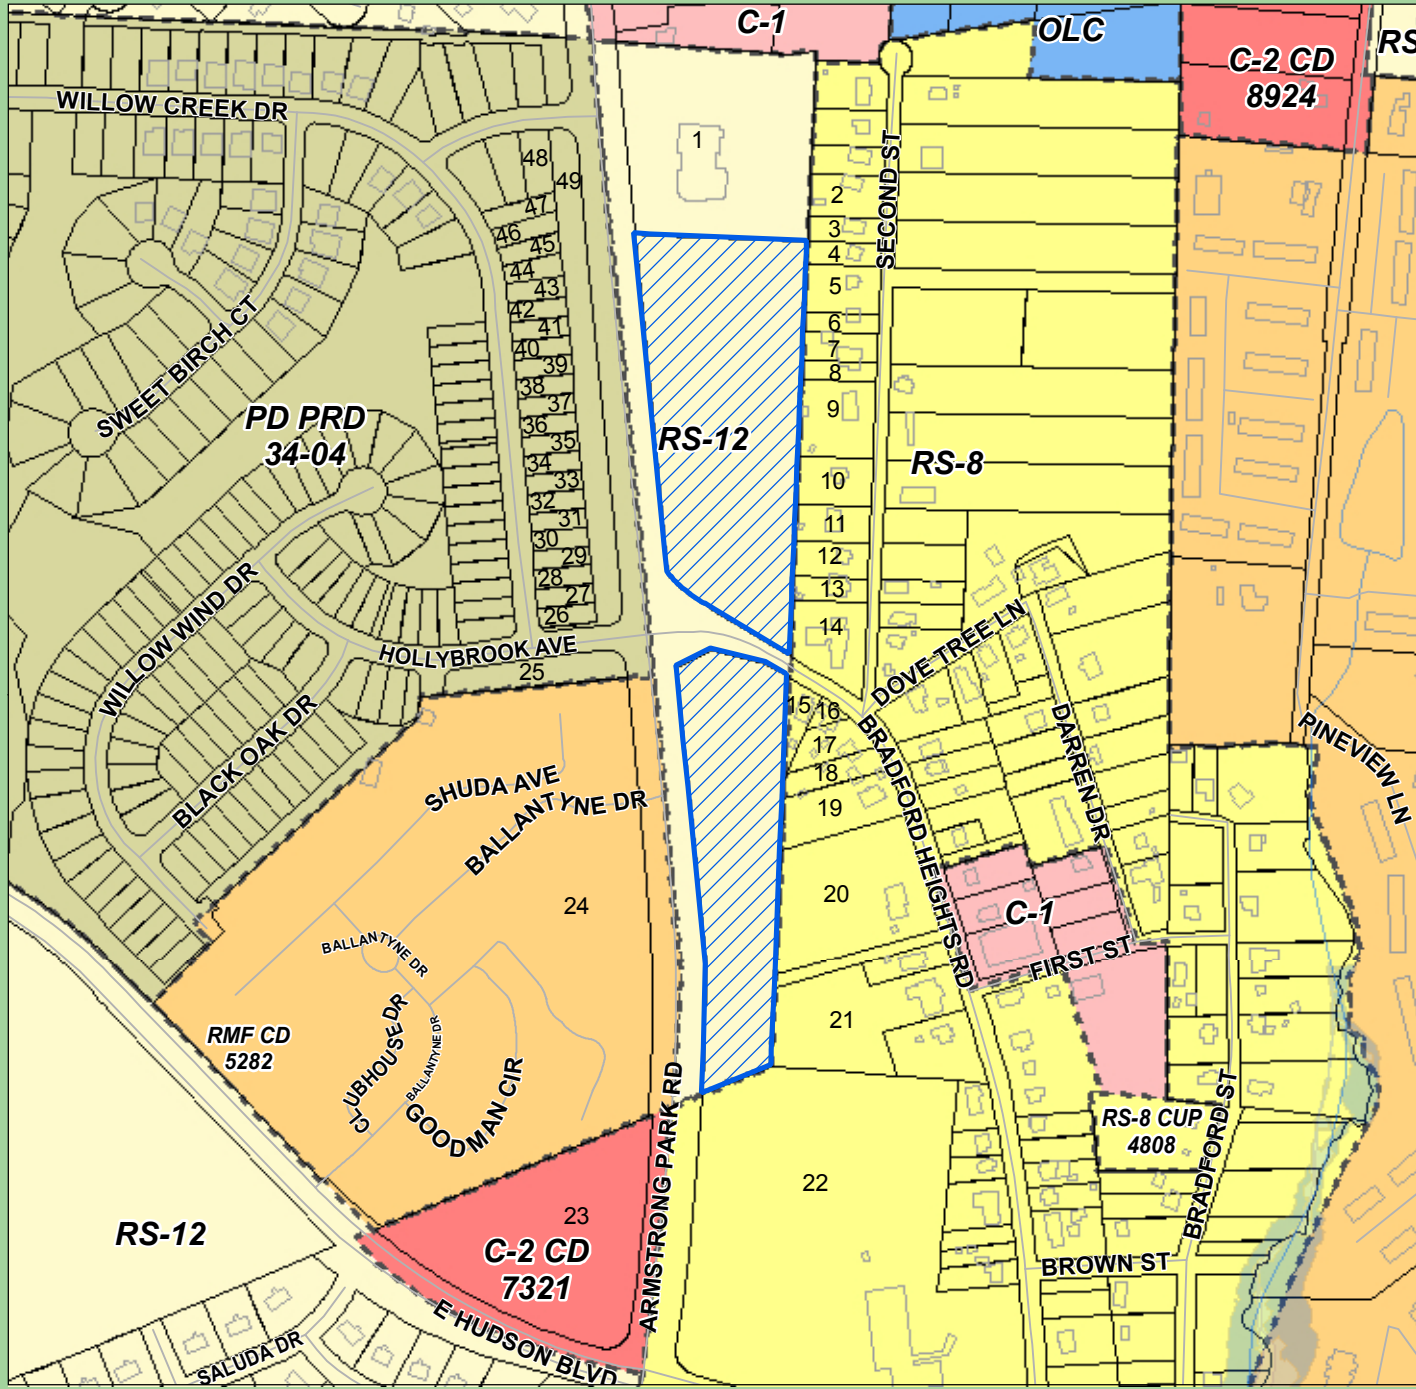 C-1
OLC
C-2 CD
8924
RS
WILLOW CREEK DR
1
48
49
SECOND ST
2
47
3
46
45
4
44
43
5
42
41
6
SWEET BIRCH CT
40
39
7
38
8
37
9
PD PRD
34-04
36
35
RS-12
RS-8
34
33
10
32
31
11
30
29
12
28
27
13
26
14
WILLOW WIND DR
HOLLYBROOK AVE
25
DOVE TREE LN
15
16
BLACK OAK DR
17
18
19
BRADFORD HEIGHTS RD
DARREN DR
PINEVIEW LN
SHUDA AVE
BALLANTYNE DR
20
24
C-1
FIRST ST
BALLANTYNE DR
21
RMF CD
5282
CLUBHOUSE DR
BALLANTYNE DR
GOODMAN CIR
ARMSTRONG PARK RD
RS-8 CUP
4808
BRADFORD ST
22
23
RS-12
C-2 CD
7321
BROWN ST
E HUDSON BLVD
SALUDA DR